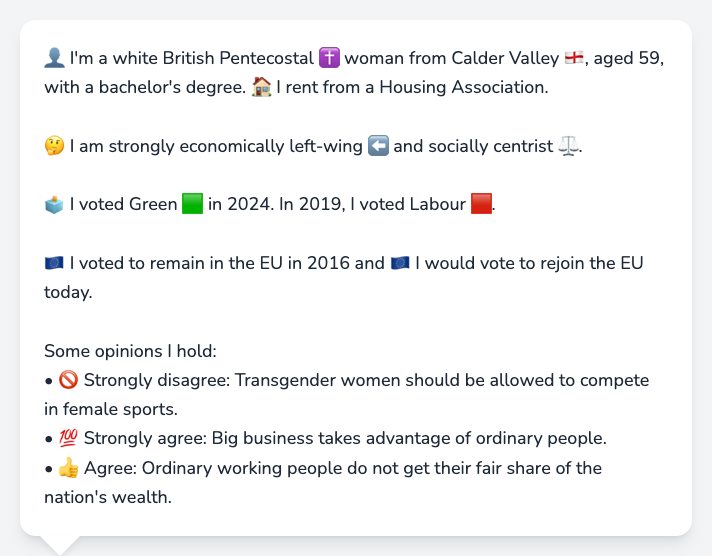 👤 I'm a white British Pentecostal ✝️ woman from Calder Valley 🏴󠁧󠁢󠁥󠁮󠁧󠁿, aged 59,
with a bachelor's degree. 🏠 I rent from a Housing Association.
🤔 I am strongly economically left-wing ⬅️ and socially centrist ⚖️.
🗳️ I voted Green 🟩 in 2024. In 2019, I voted Labour 🟥.
🇪🇺 I voted to remain in the EU in 2016 and 🇪🇺 I would vote to rejoin the EU
today.
Some opinions I hold:
• 🚫 Strongly disagree: Transgender women should be allowed to compete
in female sports.
• 💯 Strongly agree: Big business takes advantage of ordinary people.
• 👍 Agree: Ordinary working people do not get their fair share of the
nation's wealth.